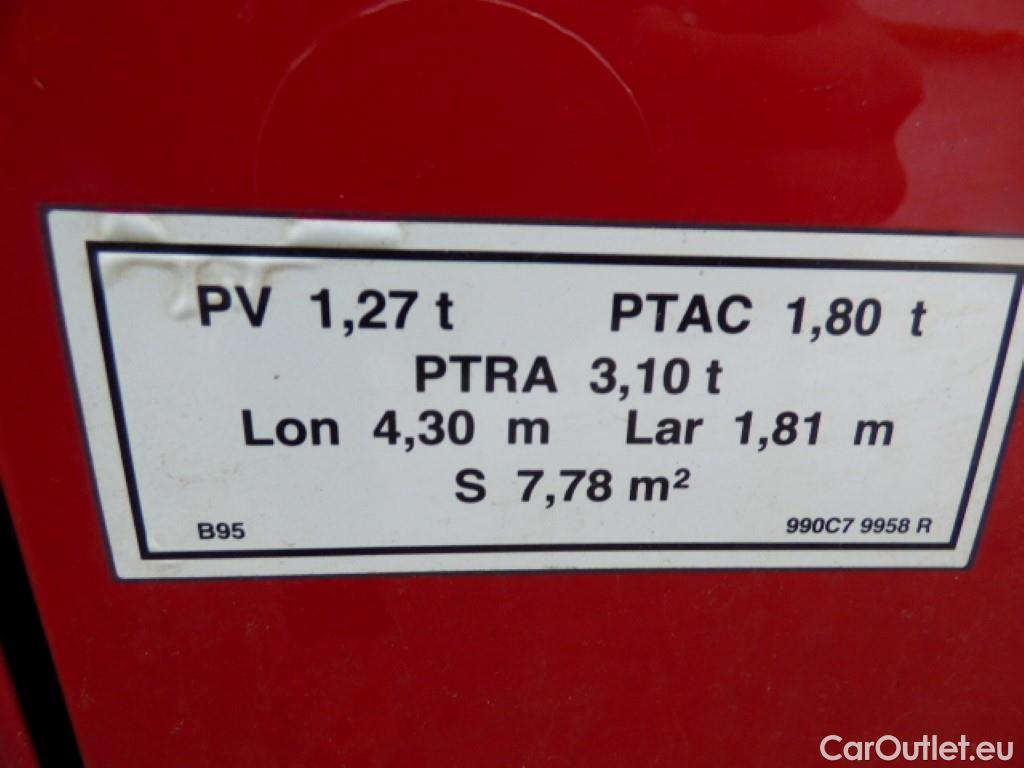 PV 1,27 t PTAC 1,80 t
PTRA 3,10 t
Lon 4,30 m Lar 1,81 m
S 7,78 m²
B95 990C7 9958 R
CarOutlet.eu